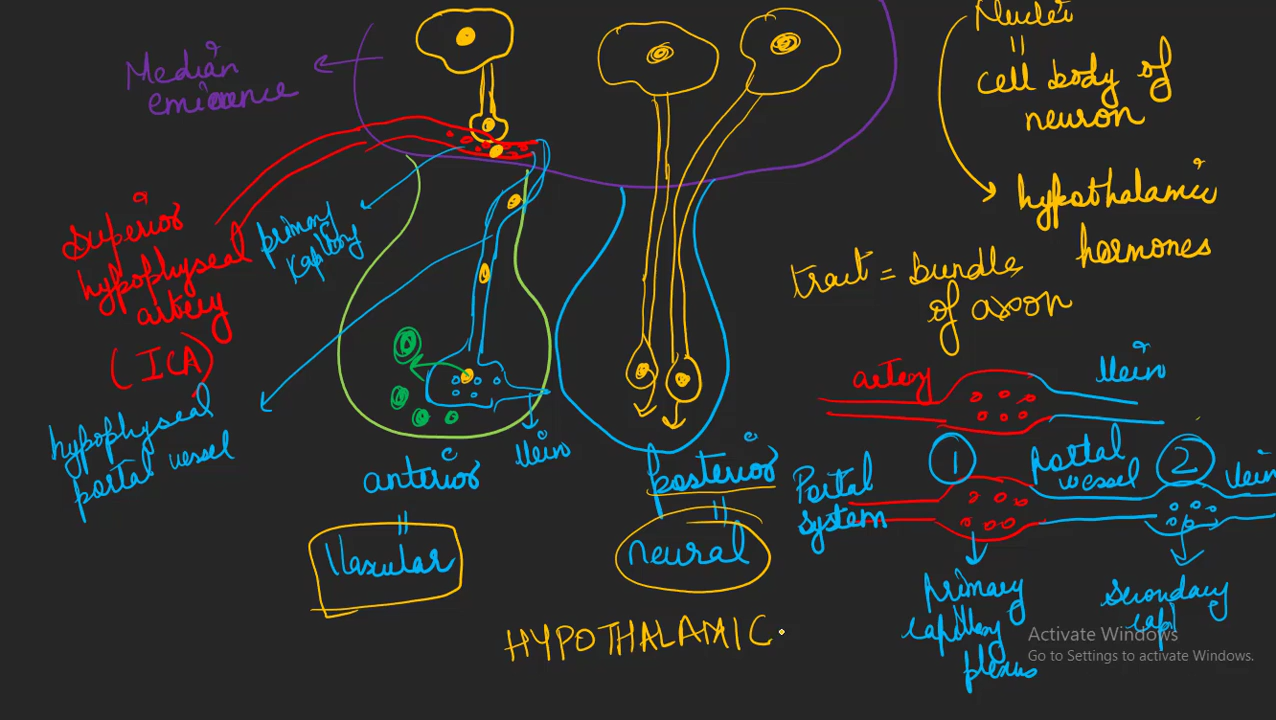 Nuclei
=
cell body of
neuron
hypothalamic
hormones
Median
eminence
superior
hypophyseal
artery
(ICA)
primary
capillary
tract = bundles
of axon
artery
vein
hypophyseal
portal vessel
anterior
=
Vascular
vein
posterior
=
neural
Portal
system
1
Portal
vessel
2
vein
primary
capillary
plexus
secondary
cap
HYPOTHALAMIC
Activate Windows
Go to Settings to activate Windows.